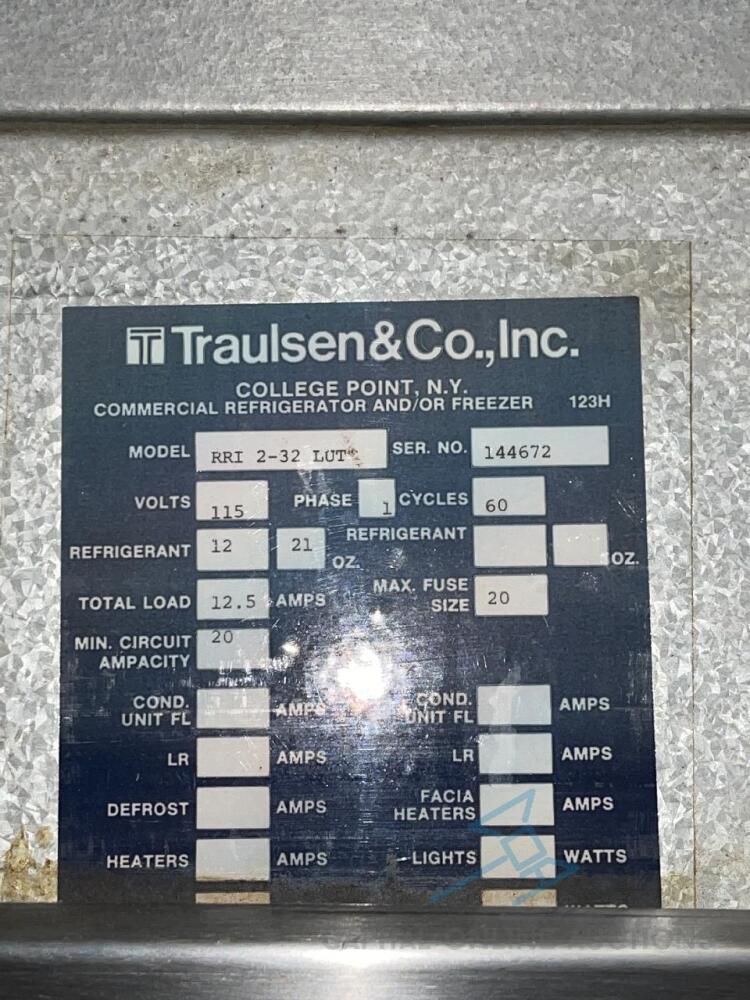 Traulsen&Co.,Inc.
COLLEGE POINT, N.Y.
COMMERCIAL REFRIGERATOR AND/OR FREEZER 123H
MODEL RRI 2-32 LUT SER. NO. 144672
VOLTS 115 PHASE 1 CYCLES 60
REFRIGERANT 12 21 OZ. REFRIGERANT OZ.
TOTAL LOAD 12.5 AMPS MAX. FUSE SIZE 20
MIN. CIRCUIT AMPACITY 20
COND. UNIT FL AMPS COND. UNIT FL AMPS
LR AMPS LR AMPS
DEFROST AMPS FACIA HEATERS AMPS
HEATERS AMPS LIGHTS WATTS
WATTS